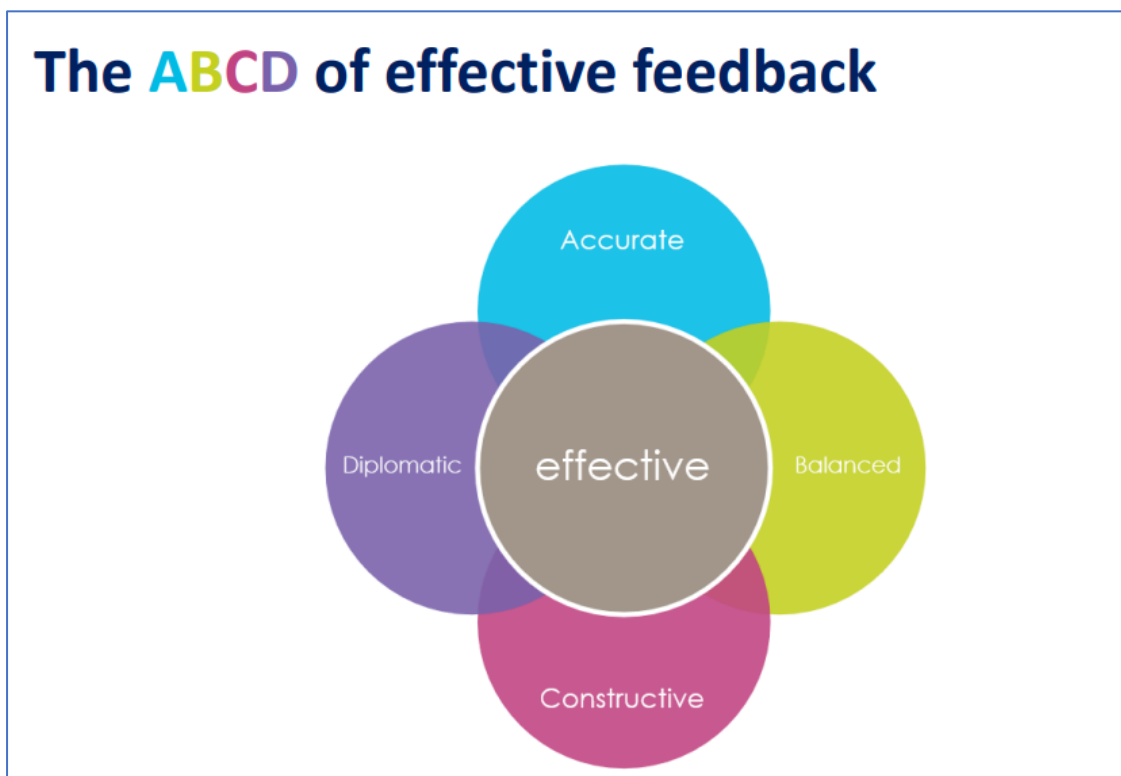 The ABCD of effective feedback
Accurate
Diplomatic
effective
Balanced
Constructive